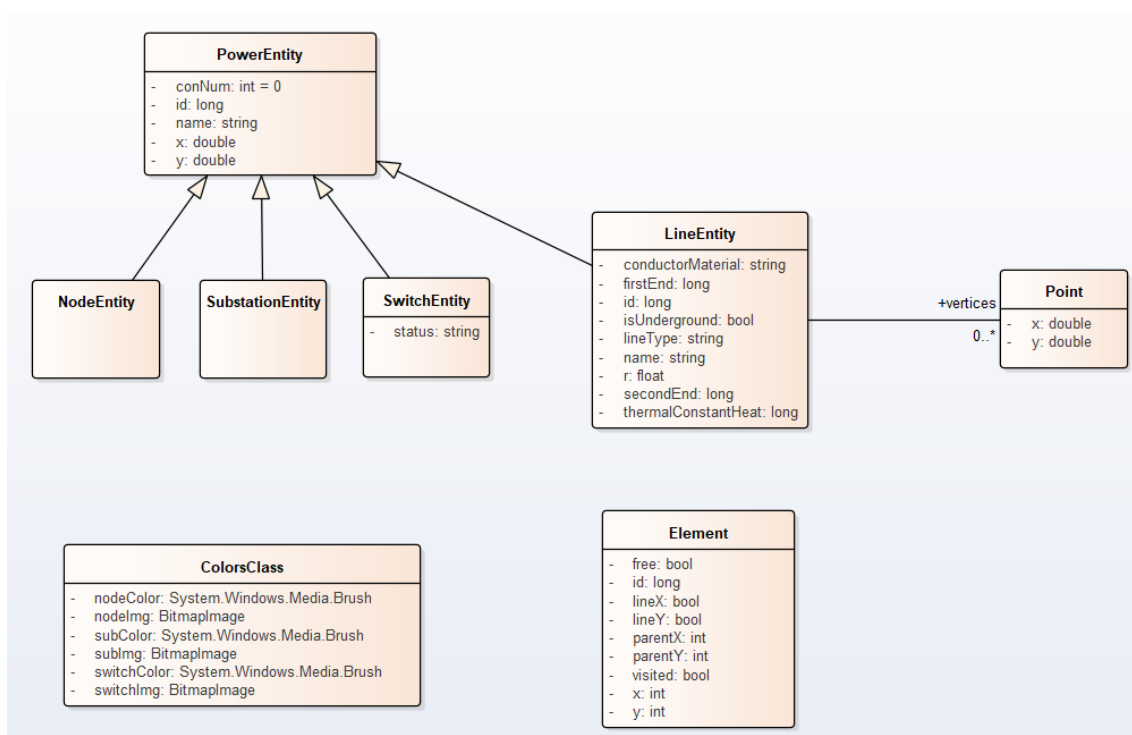 PowerEntity
- conNum: int = 0
- id: long
- name: string
- x: double
- y: double
NodeEntity
SubstationEntity
SwitchEntity
- status: string
LineEntity
- conductorMaterial: string
- firstEnd: long
- id: long
- isUnderground: bool
- lineType: string
- name: string
- r: float
- secondEnd: long
- thermalConstantHeat: long
+vertices
0..*
Point
- x: double
- y: double
ColorsClass
- nodeColor: System.Windows.Media.Brush
- nodeImg: BitmapImage
- subColor: System.Windows.Media.Brush
- subImg: BitmapImage
- switchColor: System.Windows.Media.Brush
- switchImg: BitmapImage
Element
- free: bool
- id: long
- lineX: bool
- lineY: bool
- parentX: int
- parentY: int
- visited: bool
- x: int
- y: int